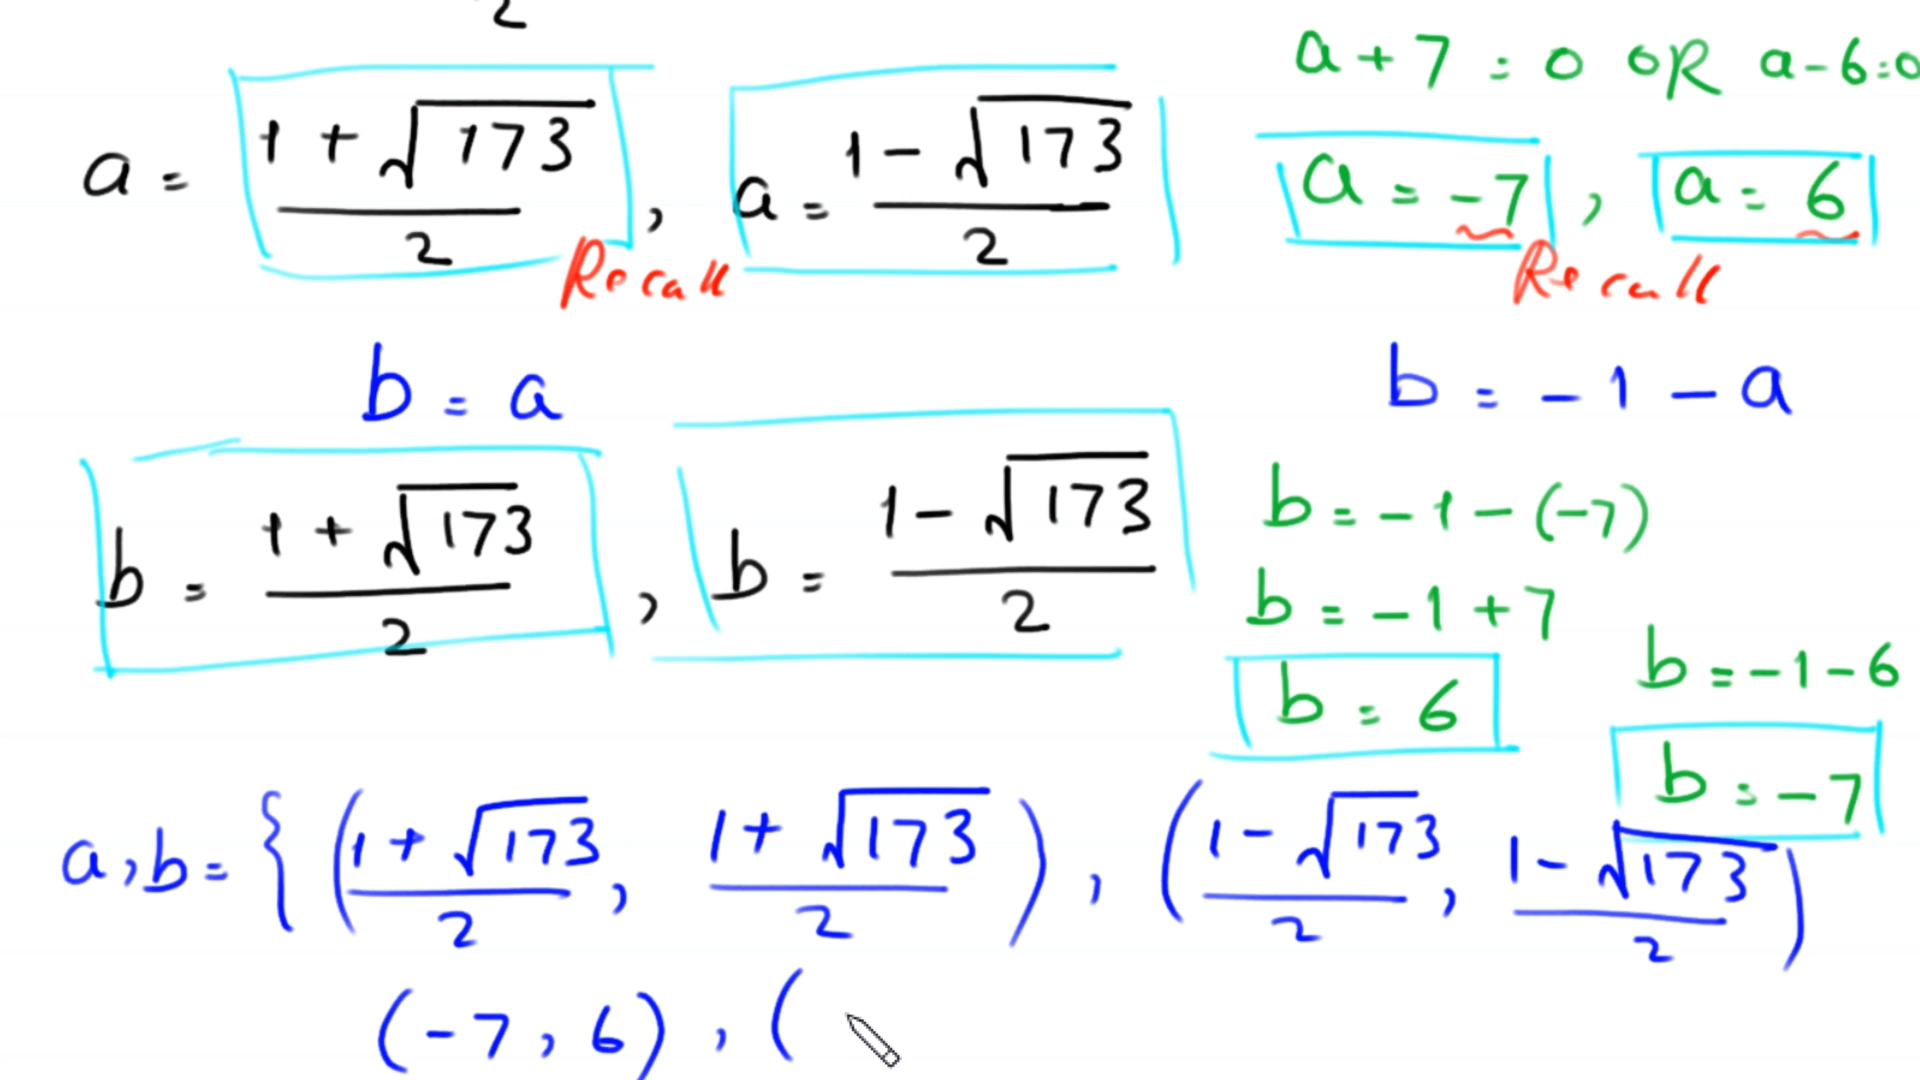 2
a + 7 = 0 OR a - 6 = 0
a = (1 + √173)/2 , a = (1 - √173)/2
a = -7 , a = 6
Recall
Recall
b = a
b = -1 - a
b = (1 + √173)/2 , b = (1 - √173)/2
b = -1 - (-7)
b = -1 + 7
b = 6
b = -1 - 6
b = -7
a, b = { ( (1 + √173)/2 , (1 + √173)/2 ) , ( (1 - √173)/2 , (1 - √173)/2 )
(-7, 6) , (